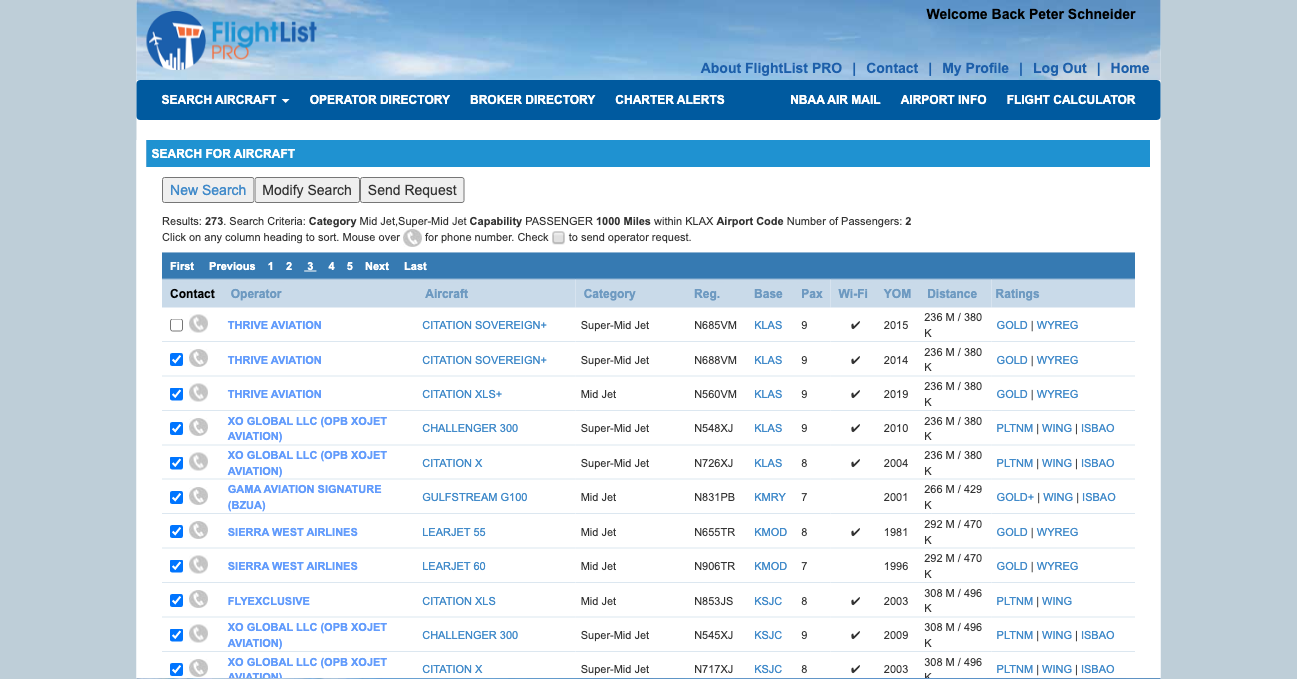 Welcome Back Peter Schneider
FlightList
PRO
About FlightList PRO | Contact | My Profile | Log Out | Home
SEARCH AIRCRAFT OPERATOR DIRECTORY BROKER DIRECTORY CHARTER ALERTS NBAA AIR MAIL AIRPORT INFO FLIGHT CALCULATOR
SEARCH FOR AIRCRAFT
New Search Modify Search Send Request
Results: 273. Search Criteria: Category Mid Jet,Super-Mid Jet Capability PASSENGER 1000 Miles within KLAX Airport Code Number of Passengers: 2
Click on any column heading to sort. Mouse over for phone number. Check to send operator request.
First Previous 1 2 3 4 5 Next Last
Contact Operator Aircraft Category Reg. Base Pax Wi-Fi YOM Distance Ratings
THRIVE AVIATION CITATION SOVEREIGN+ Super-Mid Jet N685VM KLAS 9 ✔ 2015 236 M / 380 K GOLD | WYREG
THRIVE AVIATION CITATION SOVEREIGN+ Super-Mid Jet N688VM KLAS 9 ✔ 2014 236 M / 380 K GOLD | WYREG
THRIVE AVIATION CITATION XLS+ Mid Jet N560VM KLAS 9 ✔ 2019 236 M / 380 K GOLD | WYREG
XO GLOBAL LLC (OPB XOJET AVIATION) CHALLENGER 300 Super-Mid Jet N548XJ KLAS 9 ✔ 2010 236 M / 380 K PLTNM | WING | ISBAO
XO GLOBAL LLC (OPB XOJET AVIATION) CITATION X Super-Mid Jet N726XJ KLAS 8 ✔ 2004 236 M / 380 K PLTNM | WING | ISBAO
GAMA AVIATION SIGNATURE (BZUA) GULFSTREAM G100 Mid Jet N831PB KMRY 7 2001 266 M / 429 K GOLD+ | WING | ISBAO
SIERRA WEST AIRLINES LEARJET 55 Mid Jet N655TR KMOD 8 ✔ 1981 292 M / 470 K GOLD | WYREG
SIERRA WEST AIRLINES LEARJET 60 Mid Jet N906TR KMOD 7 1996 292 M / 470 K GOLD | WYREG
FLYEXCLUSIVE CITATION XLS Mid Jet N853JS KSJC 8 ✔ 2003 308 M / 496 K PLTNM | WING
XO GLOBAL LLC (OPB XOJET AVIATION) CHALLENGER 300 Super-Mid Jet N545XJ KSJC 9 ✔ 2009 308 M / 496 K PLTNM | WING | ISBAO
XO GLOBAL LLC (OPB XOJET AVIATION) CITATION X Super-Mid Jet N717XJ KSJC 8 ✔ 2003 308 M / 496 K PLTNM | WING | ISBAO